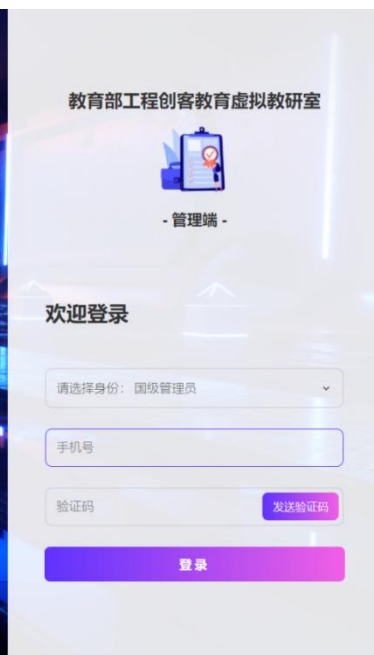 教育部工程创客教育虚拟教研室
- 管理端 -
欢迎登录
请选择身份： 国级管理员
手机号
验证码 发送验证码
登录